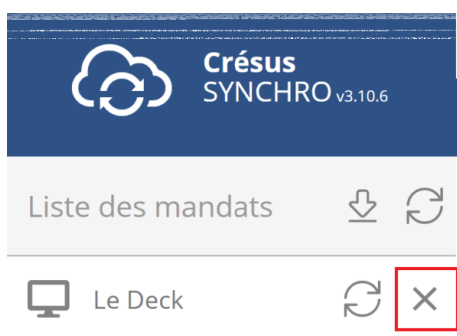 Crésus
SYNCHRO v3.10.6
Liste des mandats
Le Deck